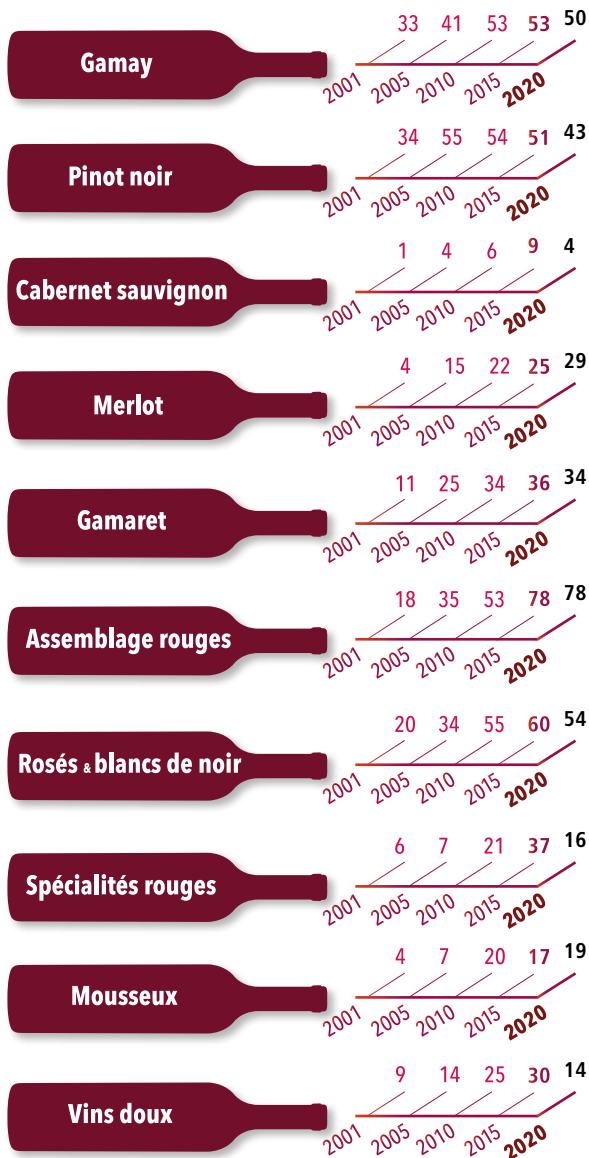 33 41 53 53 50
Gamay
2001 2005 2010 2015 2020
34 55 54 51 43
Pinot noir
2001 2005 2010 2015 2020
1 4 6 9 4
Cabernet sauvignon
2001 2005 2010 2015 2020
4 15 22 25 29
Merlot
2001 2005 2010 2015 2020
11 25 34 36 34
Gamaret
2001 2005 2010 2015 2020
18 35 53 78 78
Assemblage rouges
2001 2005 2010 2015 2020
20 34 55 60 54
Rosés & blancs de noir
2001 2005 2010 2015 2020
6 7 21 37 16
Spécialités rouges
2001 2005 2010 2015 2020
4 7 20 17 19
Mousseux
2001 2005 2010 2015 2020
9 14 25 30 14
Vins doux
2001 2005 2010 2015 2020